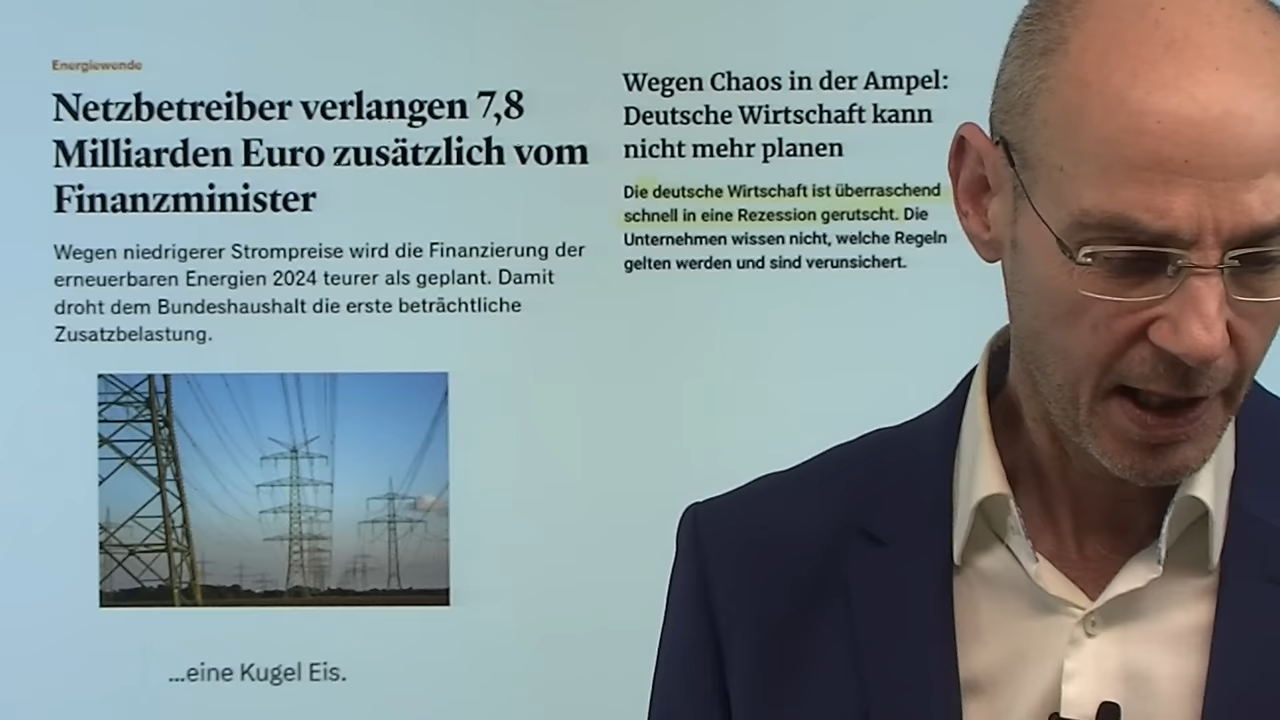 Energiewende
Netzbetreiber verlangen 7,8
Milliarden Euro zusätzlich vom
Finanzminister
Wegen niedrigerer Strompreise wird die Finanzierung der
erneuerbaren Energien 2024 teurer als geplant. Damit
droht dem Bundeshaushalt die erste beträchtliche
Zusatzbelastung.
...eine Kugel Eis.
Wegen Chaos in der Ampel:
Deutsche Wirtschaft kann
nicht mehr planen
Die deutsche Wirtschaft ist überraschend
schnell in eine Rezession gerutscht. Die
Unternehmen wissen nicht, welche Regeln
gelten werden und sind verunsichert.